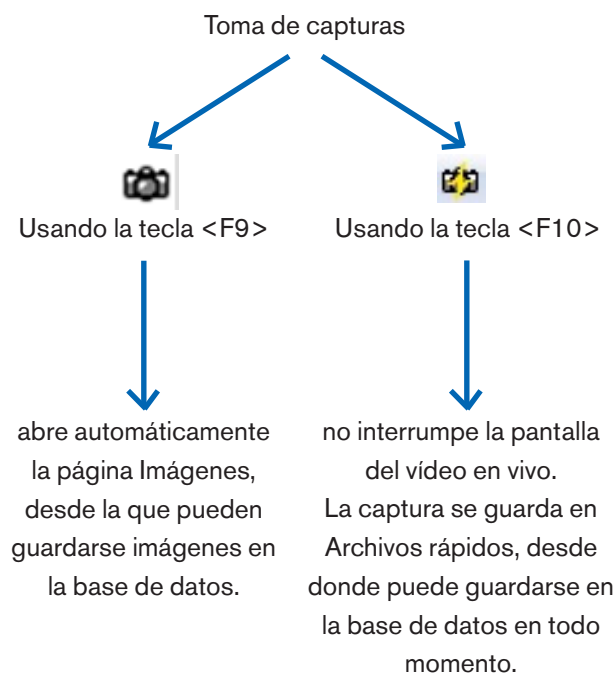 Toma de capturas
Usando la tecla <F9>
Usando la tecla <F10>
abre automáticamente
la página Imágenes,
desde la que pueden
guardarse imágenes en
la base de datos.
no interrumpe la pantalla
del vídeo en vivo.
La captura se guarda en
Archivos rápidos, desde
donde puede guardarse en
la base de datos en todo
momento.